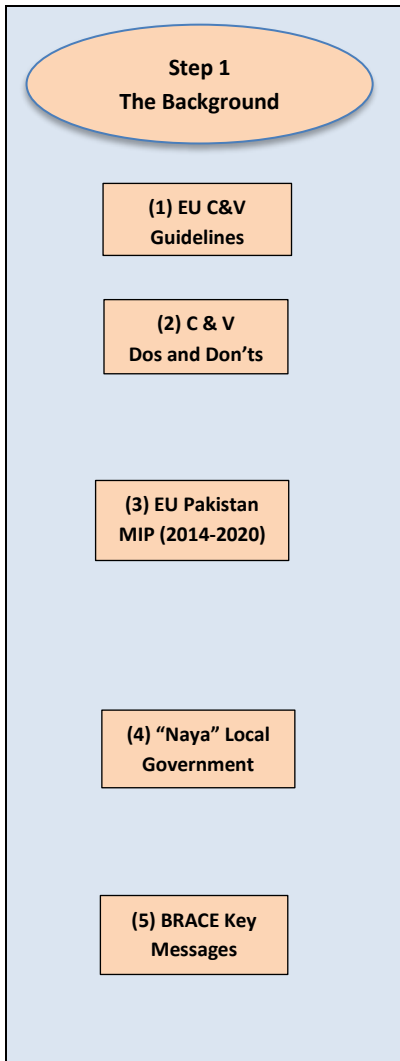 Step 1
The Background
(1) EU C&V
Guidelines
(2) C & V
Dos and Don’ts
(3) EU Pakistan
MIP (2014-2020)
(4) “Naya” Local
Government
(5) BRACE Key
Messages